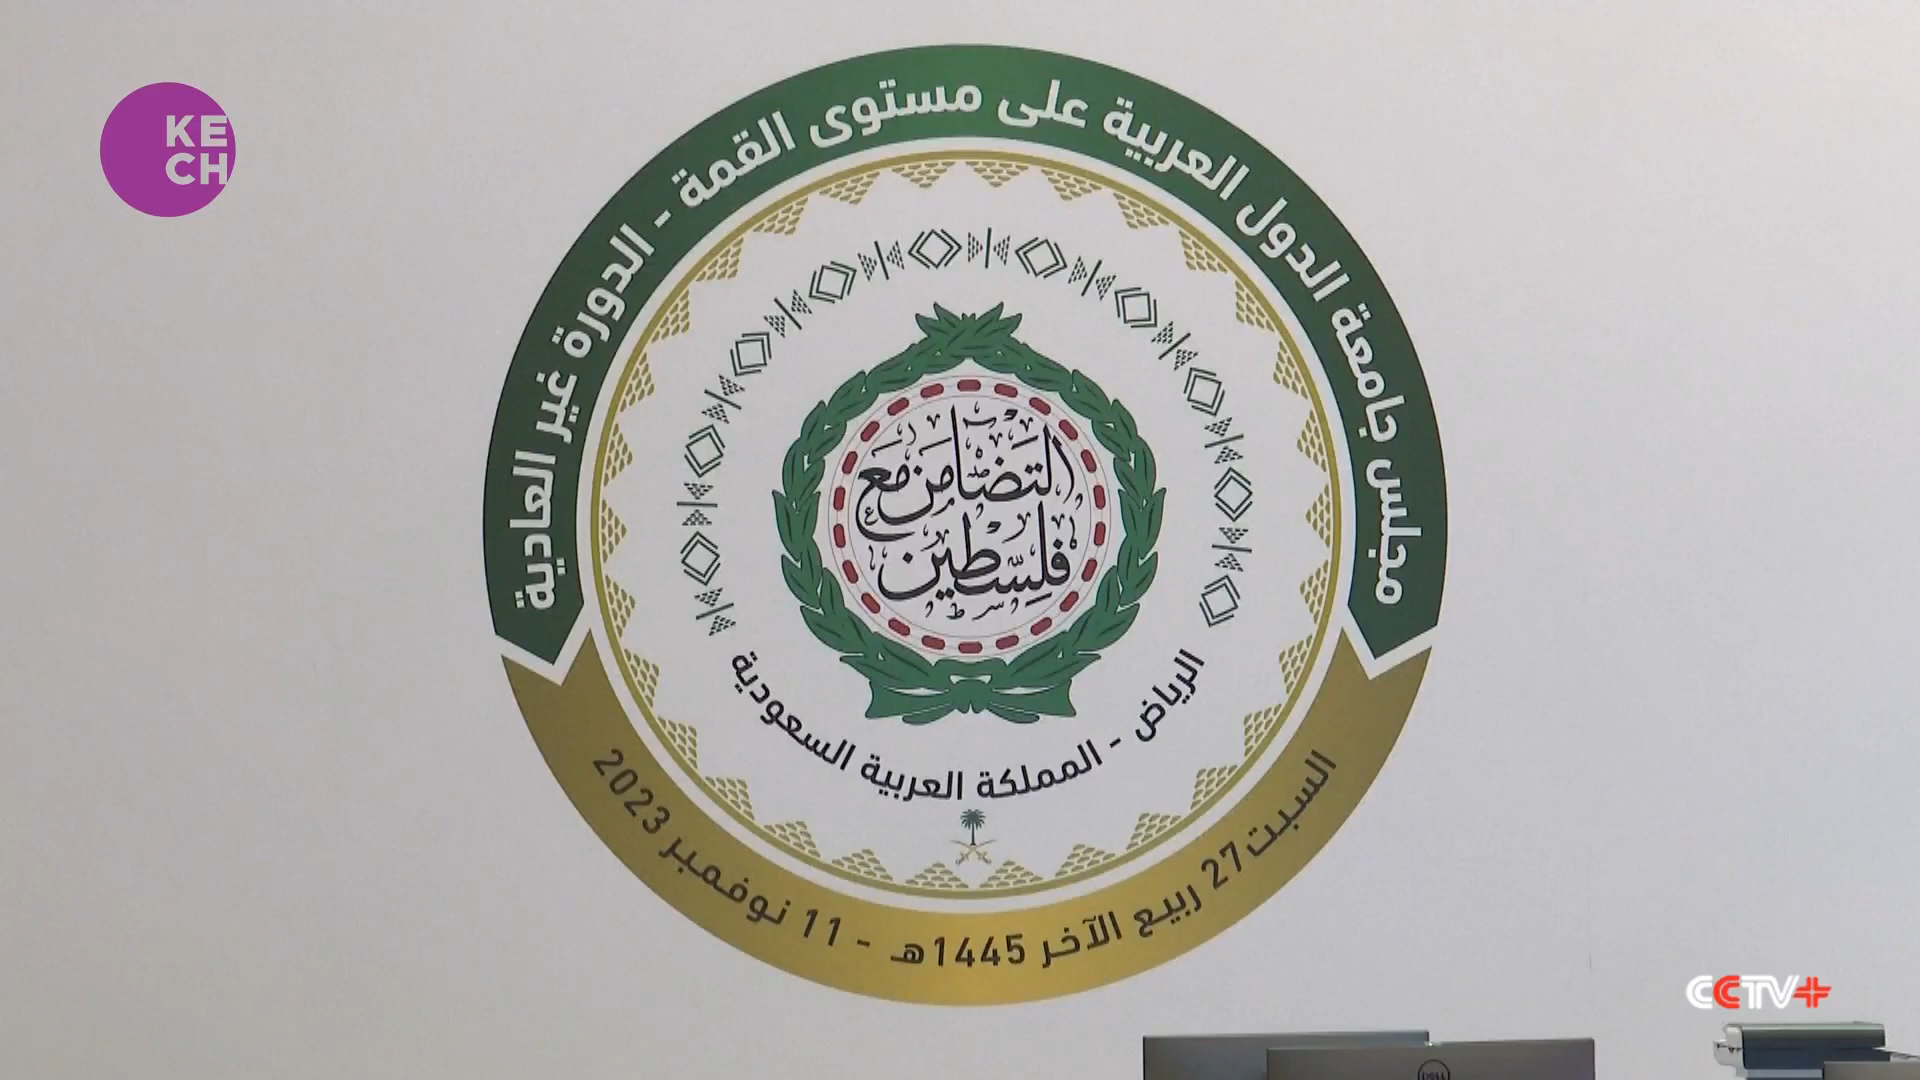 KE
CH
مجلس جامعة الدول العربية على مستوى القمة - الدورة غير العادية
التضامن مع
فلسطين
الرياض - المملكة العربية السعودية
السبت 27 ربيع الآخر 1445هـ - 11 نوفمبر 2023
CCTV+
DELL